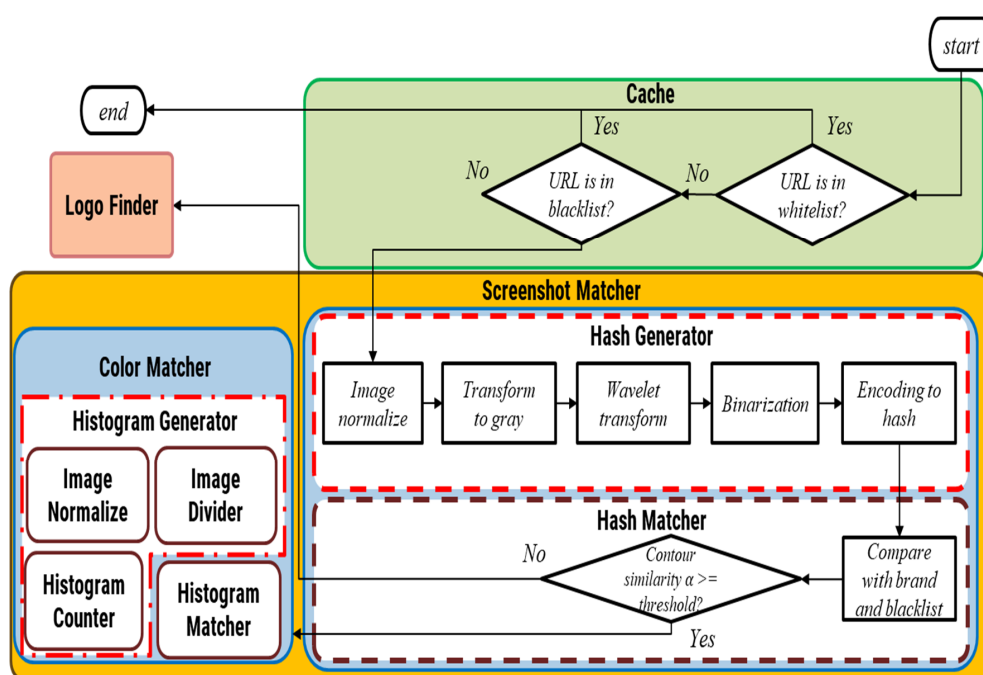 start
Cache
end
Yes
Yes
No
No
URL is in
blacklist?
URL is in
whitelist?
Logo Finder
Screenshot Matcher
Hash Generator
Image
normalize
Transform
to gray
Wavelet
transform
Binarization
Encoding to
hash
Color Matcher
Histogram Generator
Image
Normalize
Image
Divider
Histogram
Counter
Histogram
Matcher
Hash Matcher
No
Contour
similarity α >=
threshold?
Yes
Compare
with brand
and blacklist